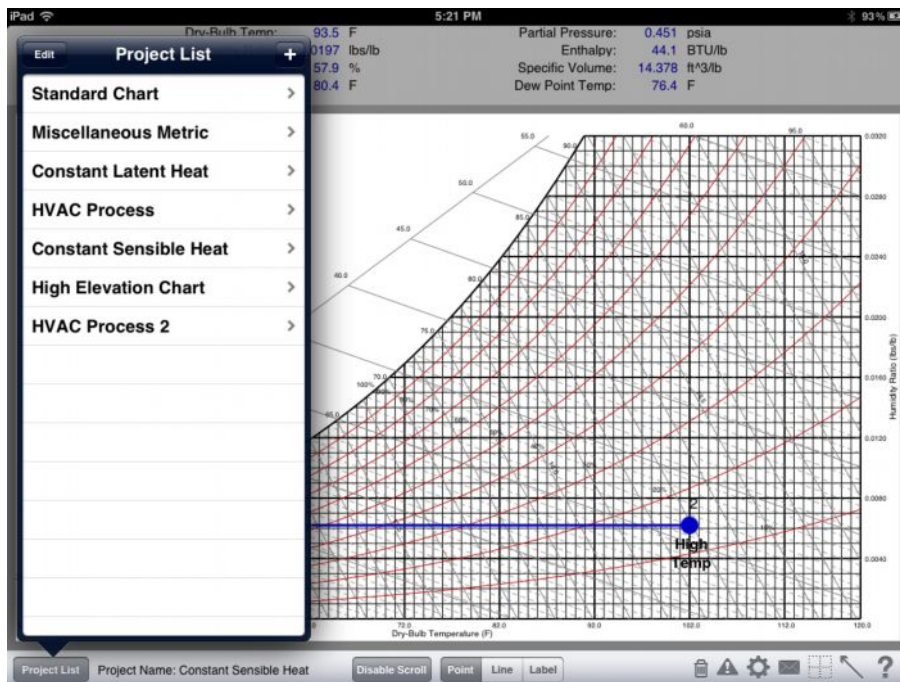 iPad
5:21 PM
93%
Dry-Bulb Temp: 93.5 F
Partial Pressure: 0.451 psia
0197 lbs/lb
Enthalpy: 44.1 BTU/lb
57.9 %
Specific Volume: 14.378 ft^3/lb
80.4 F
Dew Point Temp: 76.4 F
Edit
Project List
+
Standard Chart
Miscellaneous Metric
Constant Latent Heat
HVAC Process
Constant Sensible Heat
High Elevation Chart
HVAC Process 2
60.0
55.0
50.0
45.0
40.0
90.0
85.0
80.0
75.0
70.0
65.0
100%
0.0320
0.0280
0.0240
0.0200
0.0160
0.0120
0.0080
0.0040
Humidity Ratio (lbs/lb)
2
High
Temp
72.0
82.0
92.0
102.0
112.0
120.0
Dry-Bulb Temperature (F)
Project List
Project Name: Constant Sensible Heat
Disable Scroll
Point
Line
Label
?